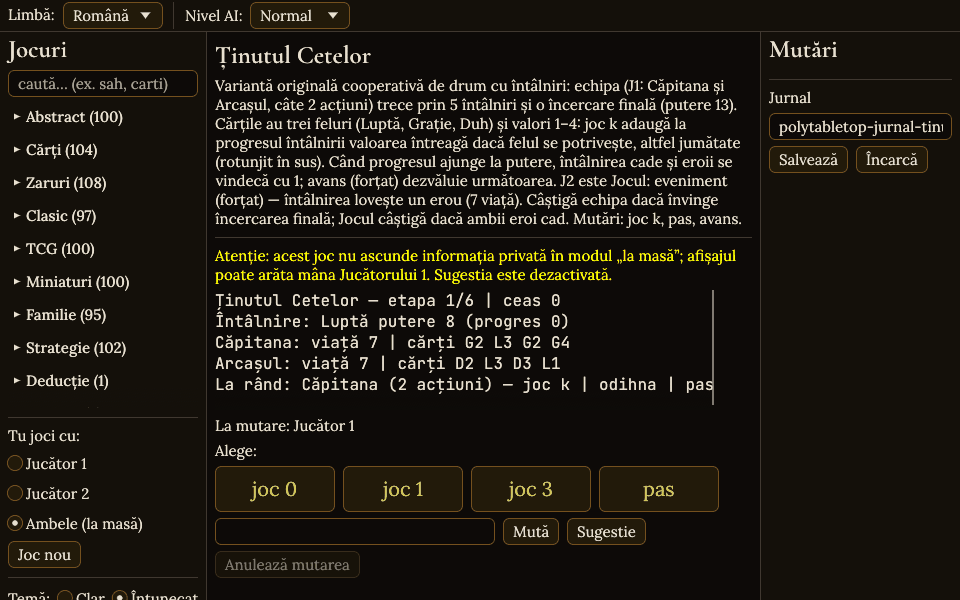 Limbă: Română Nivel AI: Normal
Jocuri
caută... (ex. sah, carti)
Abstract (100)
Cărți (104)
Zaruri (108)
Clasic (97)
TCG (100)
Miniaturi (100)
Familie (95)
Strategie (102)
Deducție (1)
Tu joci cu:
Jucător 1
Jucător 2
Ambele (la masă)
Joc nou
Temă: Clar Întunecat
Ținutul Cetelor
Variantă originală cooperativă de drum cu întâlniri: echipa (J1: Căpitana și
Arcașul, câte 2 acțiuni) trece prin 5 întâlniri și o încercare finală (putere 13).
Cărțile au trei feluri (Luptă, Grație, Duh) și valori 1–4: joc k adaugă la
progresul întâlnirii valoarea întreagă dacă felul se potrivește, altfel jumătate
(rotunjit în sus). Când progresul ajunge la putere, întâlnirea cade și eroii se
vindecă cu 1; avans (forțat) dezvăluie următoarea. J2 este Jocul: eveniment
(forțat) — întâlnirea lovește un erou (7 viață). Câștigă echipa dacă învinge
încercarea finală; Jocul câștigă dacă ambii eroi cad. Mutări: joc k, pas, avans.
Atenție: acest joc nu ascunde informația privată în modul „la masă”; afișajul
poate arăta mâna Jucătorului 1. Sugestia este dezactivată.
Ținutul Cetelor — etapa 1/6 | ceas 0
Întâlnire: Luptă putere 8 (progres 0)
Căpitana: viață 7 | cărți G2 L3 G2 G4
Arcașul: viață 7 | cărți D2 L3 D3 L1
La rând: Căpitana (2 acțiuni) — joc k | odihna | pas
La mutare: Jucător 1
Alege:
joc 0 joc 1 joc 3 pas
Mută Sugestie
Anulează mutarea
Mutări
Jurnal
polytabletop-jurnal-tinu
Salvează Încarcă